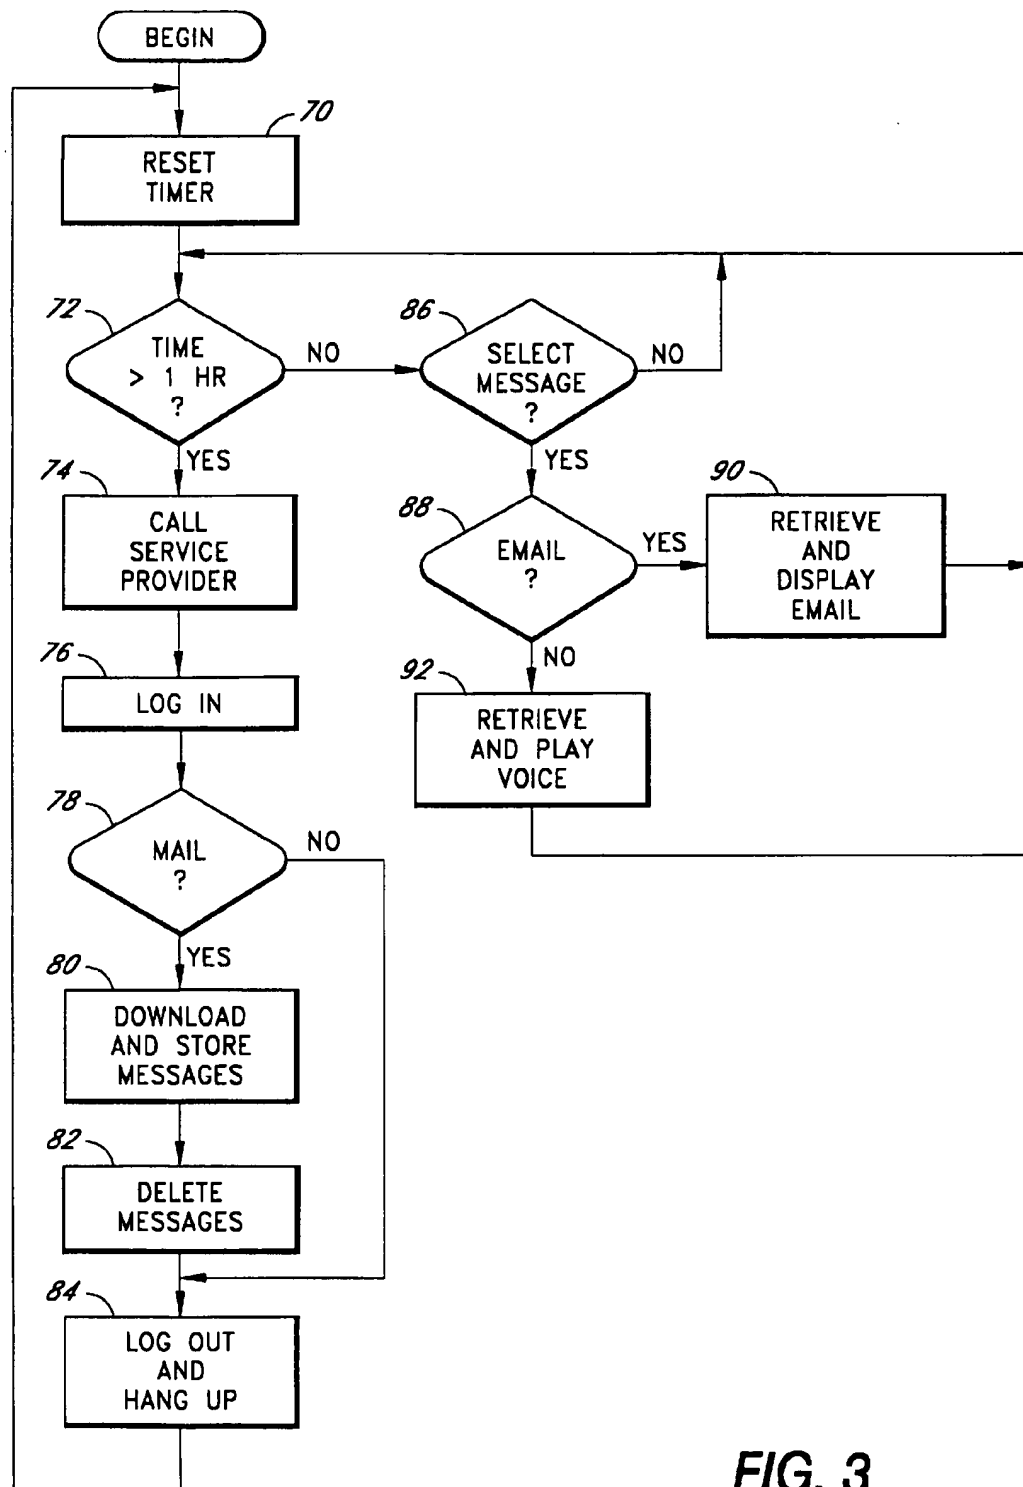 BEGIN
70
RESET
TIMER
72
TIME
> 1 HR
?
NO
YES
86
SELECT
MESSAGE
?
NO
YES
74
CALL
SERVICE
PROVIDER
88
EMAIL
?
YES
NO
90
RETRIEVE
AND
DISPLAY
EMAIL
76
LOG IN
92
RETRIEVE
AND PLAY
VOICE
78
MAIL
?
NO
YES
80
DOWNLOAD
AND STORE
MESSAGES
82
DELETE
MESSAGES
84
LOG OUT
AND
HANG UP
FIG. 3